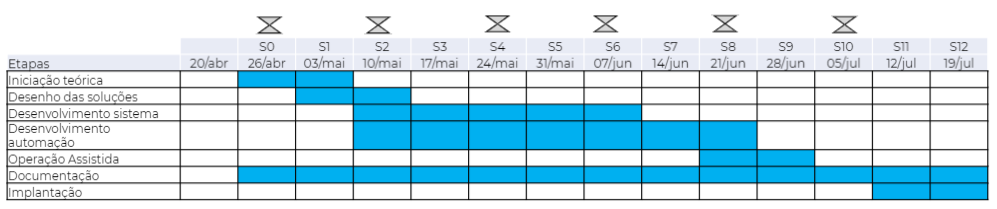 S0 S1 S2 S3 S4 S5 S6 S7 S8 S9 S10 S11 S12
Etapas 20/abr 26/abr 03/mai 10/mai 17/mai 24/mai 31/mai 07/jun 14/jun 21/jun 28/jun 05/jul 12/jul 19/jul
Iniciação teórica
Desenho das soluções
Desenvolvimento sistema
Desenvolvimento
automação
Operação Assistida
Documentação
Implantação